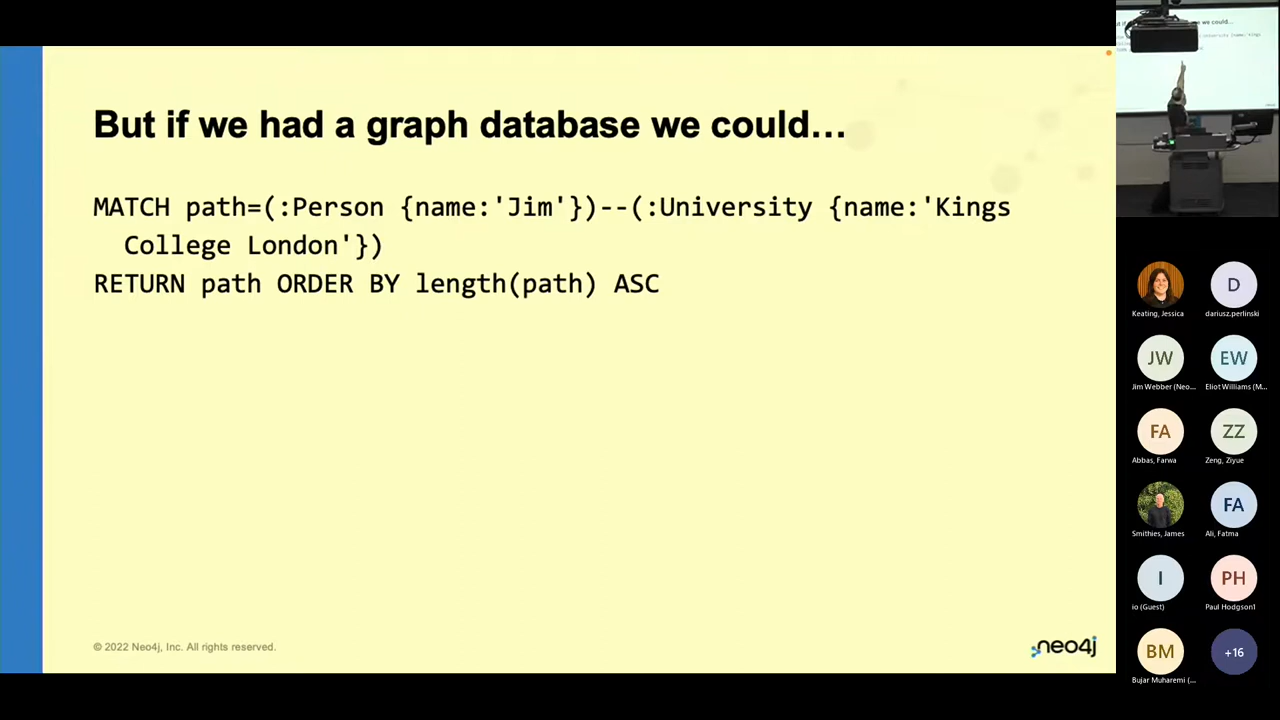 But if we had a graph database we could…
MATCH path=(:Person {name:'Jim'})--(:University {name:'Kings
College London'})
RETURN path ORDER BY length(path) ASC
© 2022 Neo4j, Inc. All rights reserved.
neo4j
we could...
Keating, Jessica
D
dariusz.perlinski
JW
Jim Webber (Neo...
EW
Eliot Williams (M...
FA
Abbas, Farwa
ZZ
Zeng, Ziyue
Smithies, James
FA
Ali, Fatma
I
io (Guest)
PH
Paul Hodgson1
BM
Bujar Muharemi (...
+16